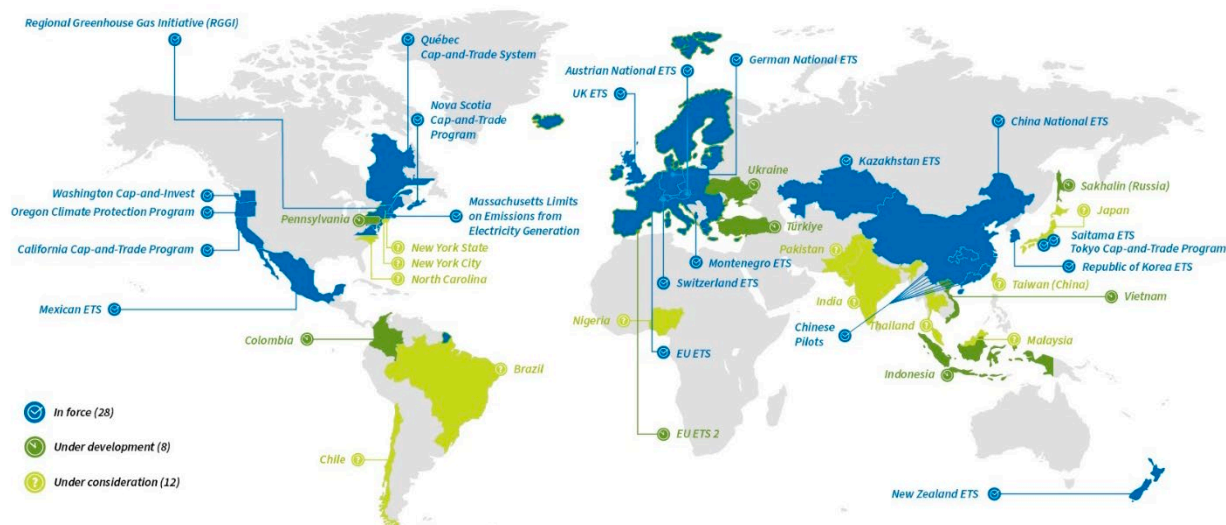 Regional Greenhouse Gas Initiative (RGGI)
Québec
Cap-and-Trade System
Nova Scotia
Cap-and-Trade
Program
Washington Cap-and-Invest
Oregon Climate Protection Program
California Cap-and-Trade Program
Mexican ETS
Pennsylvania
Massachusetts Limits
on Emissions from
Electricity Generation
New York State
New York City
North Carolina
Colombia
Brazil
Chile
Austrian National ETS
German National ETS
UK ETS
Ukraine
Türkiye
Montenegro ETS
Switzerland ETS
Nigeria
EU ETS
EU ETS 2
Kazakhstan ETS
China National ETS
Sakhalin (Russia)
Japan
Saitama ETS
Tokyo Cap-and-Trade Program
Republic of Korea ETS
Pakistan
India
Taiwan (China)
Vietnam
Chinese
Pilots
Thailand
Malaysia
Indonesia
New Zealand ETS
In force (28)
Under development (8)
Under consideration (12)